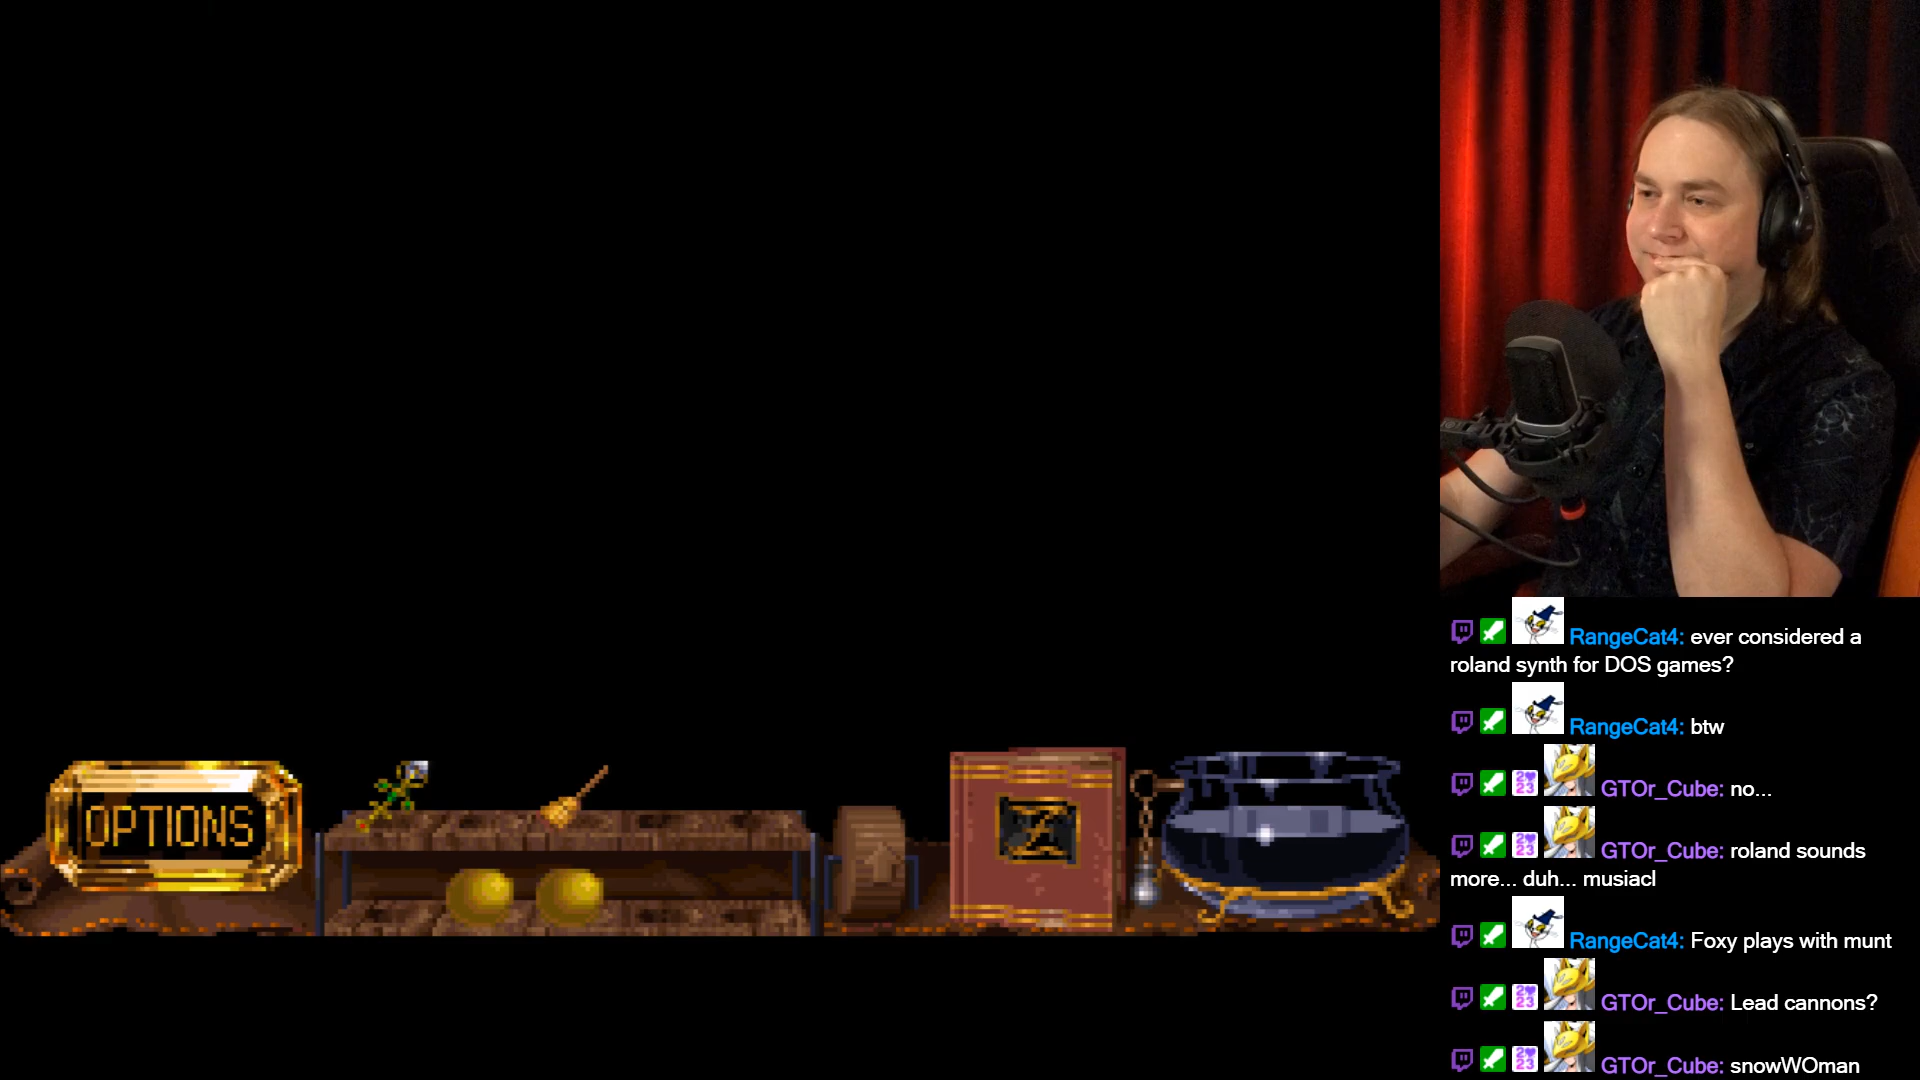 OPTIONS
Z
RangeCat4: ever considered a
roland synth for DOS games?
RangeCat4: btw
GTOr_Cube: no...
GTOr_Cube: roland sounds
more... duh... musiacl
RangeCat4: Foxy plays with munt
GTOr_Cube: Lead cannons?
GTOr_Cube: snowWOman